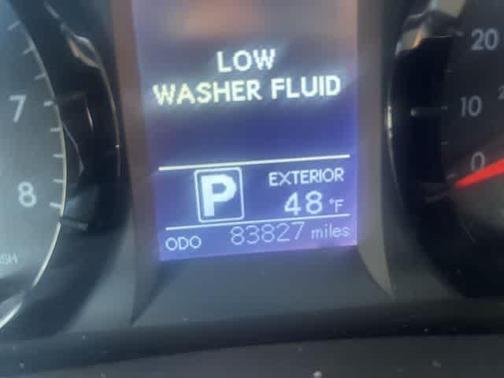 LOW
WASHER FLUID
P EXTERIOR
48 °F
ODO 83827 miles
7
8
20
10
0